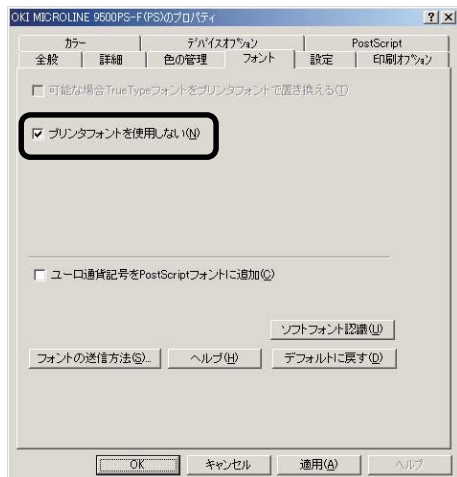 OKI MICROLINE 9500PS-F(PS)のプロパティ
カラー デバイスオプション PostScript
全般 詳細 色の管理 フォント 設定 印刷オプション
可能な場合TrueTypeフォントをプリンタフォントで置き換える(T)
プリンタフォントを使用しない(N)
ユーロ通貨記号をPostScriptフォントに追加(C)
ソフトフォント認識(U)
フォントの送信方法(S)... ヘルプ(H) デフォルトに戻す(D)
OK キャンセル 適用(A) ヘルプ